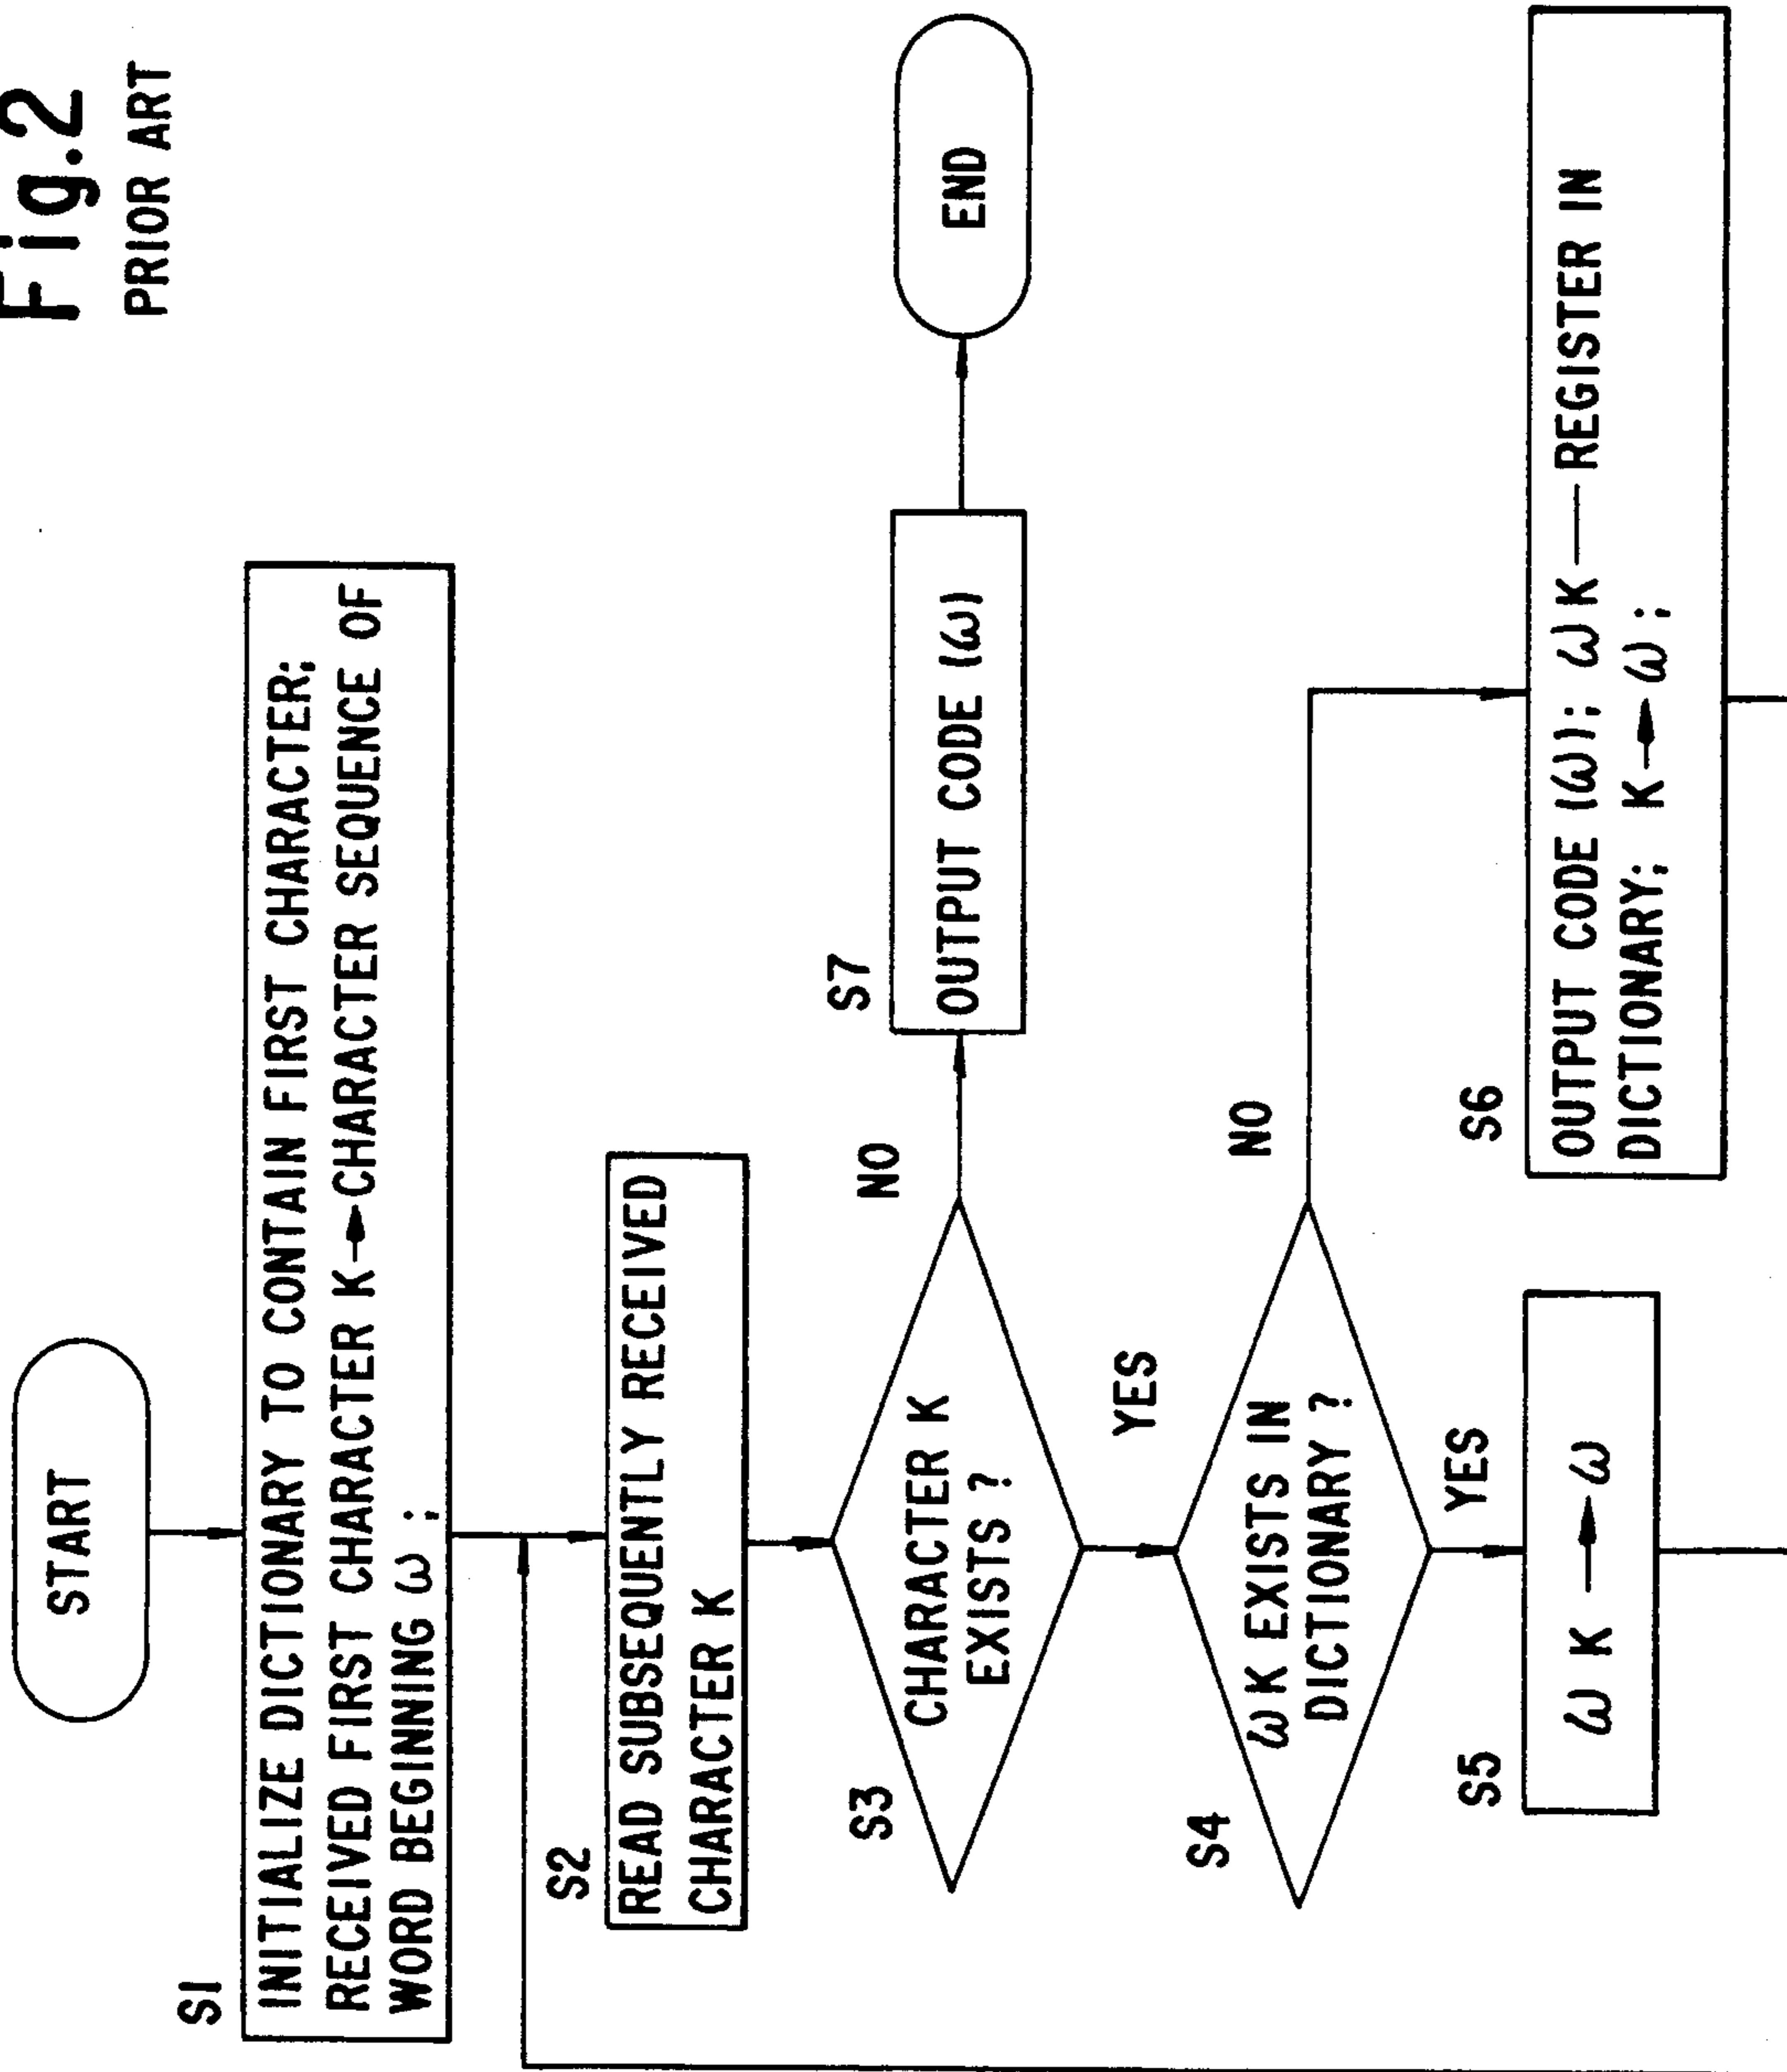 Fig.2
PRIOR ART
START
S1
INITIALIZE DICTIONARY TO CONTAIN FIRST CHARACTER;
RECEIVED FIRST CHARACTER K→CHARACTER SEQUENCE OF
WORD BEGINNING ω ;
S2
READ SUBSEQUENTLY RECEIVED
CHARACTER K
S3
CHARACTER K
EXISTS ?
NO
S7
OUTPUT CODE (ω)
END
YES
S4
ωK EXISTS IN
DICTIONARY ?
NO
YES
S5
ω K → ω
S6
OUTPUT CODE (ω); ω K — REGISTER IN
DICTIONARY; K→ω ;